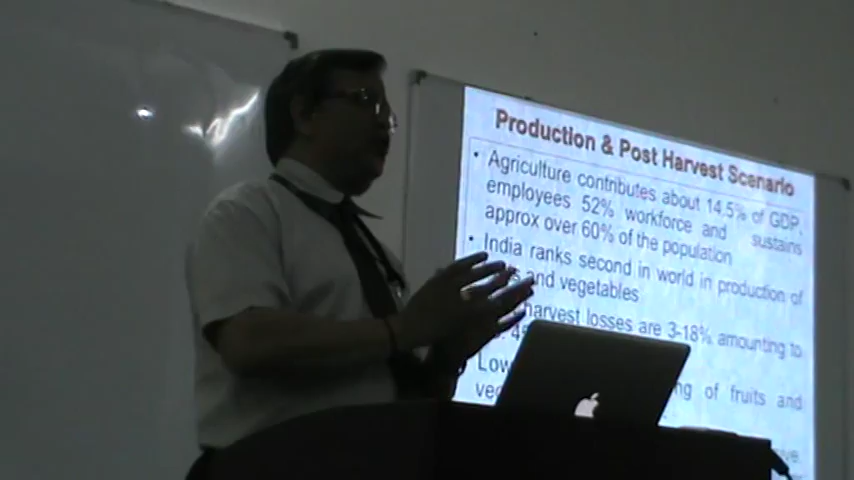 Production & Post Harvest Scenario
• Agriculture contributes about 14.5% of GDP,
employees 52% workforce and sustains
approx over 60% of the population
• India ranks second in world in production of
and vegetables
harvest losses are 3-18% amounting to
Low of fruits and